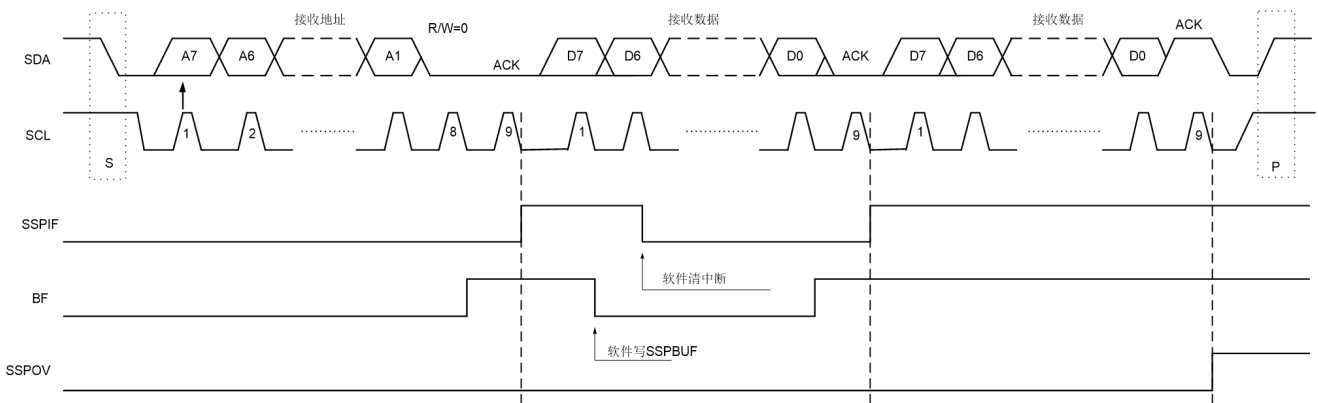 接收地址 接收数据 接收数据
R/W=0 ACK
SDA A7 A6 A1 ACK D7 D6 D0 ACK D7 D6 D0
SCL 1 2 8 9 1 9 1 9
S P
SSPIF
软件清中断
BF
软件写SSPBUF
SSPOV